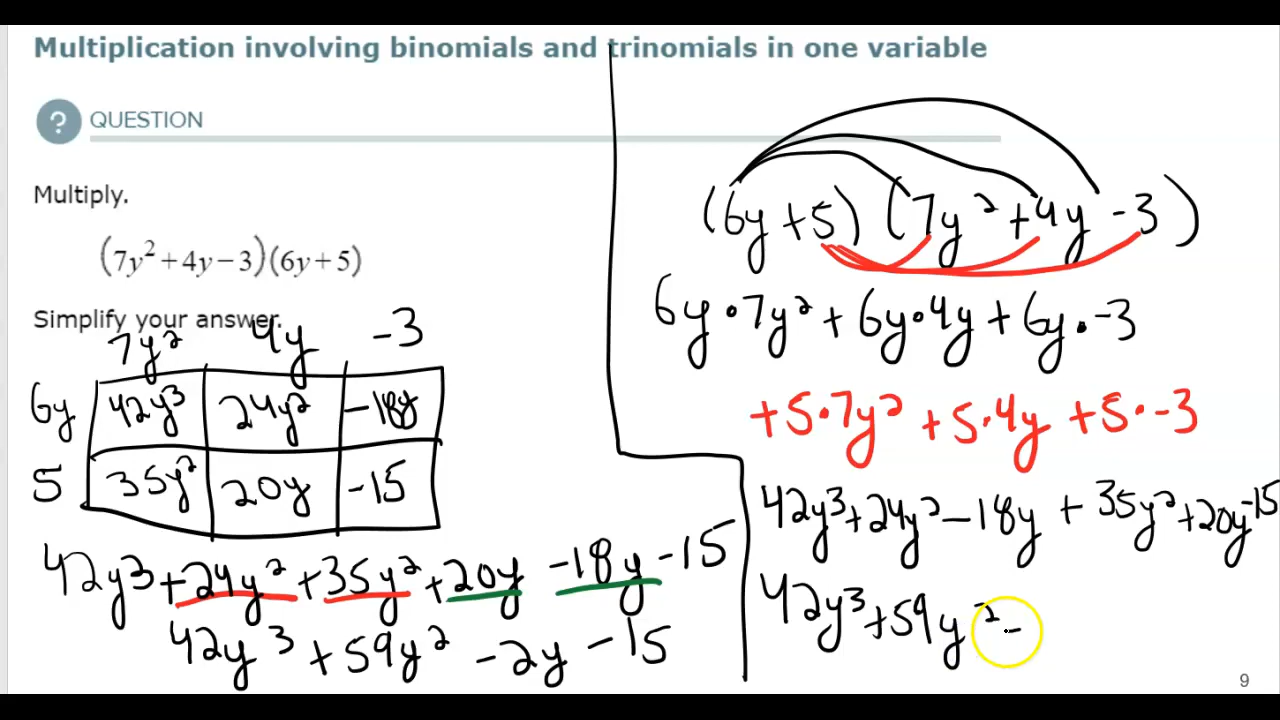 Multiplication involving binomials and trinomials in one variable
? QUESTION
Multiply.
(7y²+4y−3)(6y+5)
Simplify your answer.
7y² 4y -3
6y 42y³ 24y² -18y
5 35y² 20y -15
42y³ +24y² +35y² +20y -18y -15
42y³ +59y² -2y -15
(6y +5) (7y² +4y -3)
6y·7y² + 6y·4y + 6y·-3
+5·7y² +5·4y +5·-3
42y³+24y² -18y + 35y²+20y-15
42y³+59y² -
9